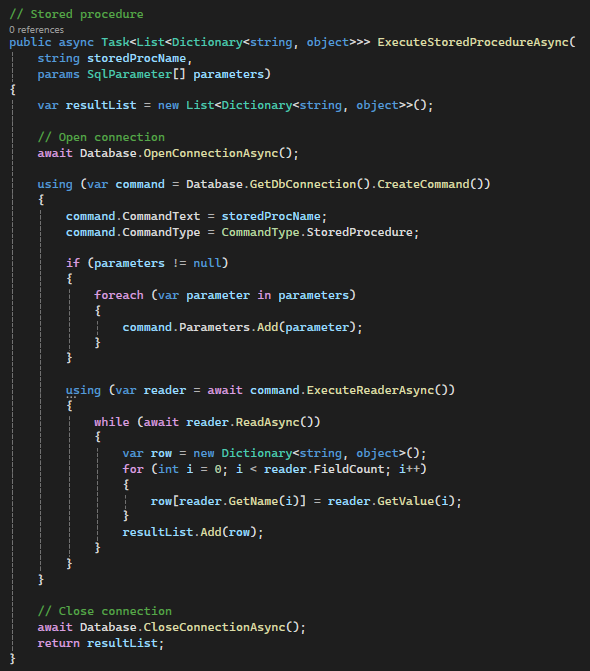 // Stored procedure
0 references
public async Task<List<Dictionary<string, object>>> ExecuteStoredProcedureAsync(
    string storedProcName,
    params SqlParameter[] parameters)
{
    var resultList = new List<Dictionary<string, object>>();

    // Open connection
    await Database.OpenConnectionAsync();

    using (var command = Database.GetDbConnection().CreateCommand())
    {
        command.CommandText = storedProcName;
        command.CommandType = CommandType.StoredProcedure;

        if (parameters != null)
        {
            foreach (var parameter in parameters)
            {
                command.Parameters.Add(parameter);
            }
        }

        using (var reader = await command.ExecuteReaderAsync())
        {
            while (await reader.ReadAsync())
            {
                var row = new Dictionary<string, object>();
                for (int i = 0; i < reader.FieldCount; i++)
                {
                    row[reader.GetName(i)] = reader.GetValue(i);
                }
                resultList.Add(row);
            }
        }
    }

    // Close connection
    await Database.CloseConnectionAsync();
    return resultList;
}